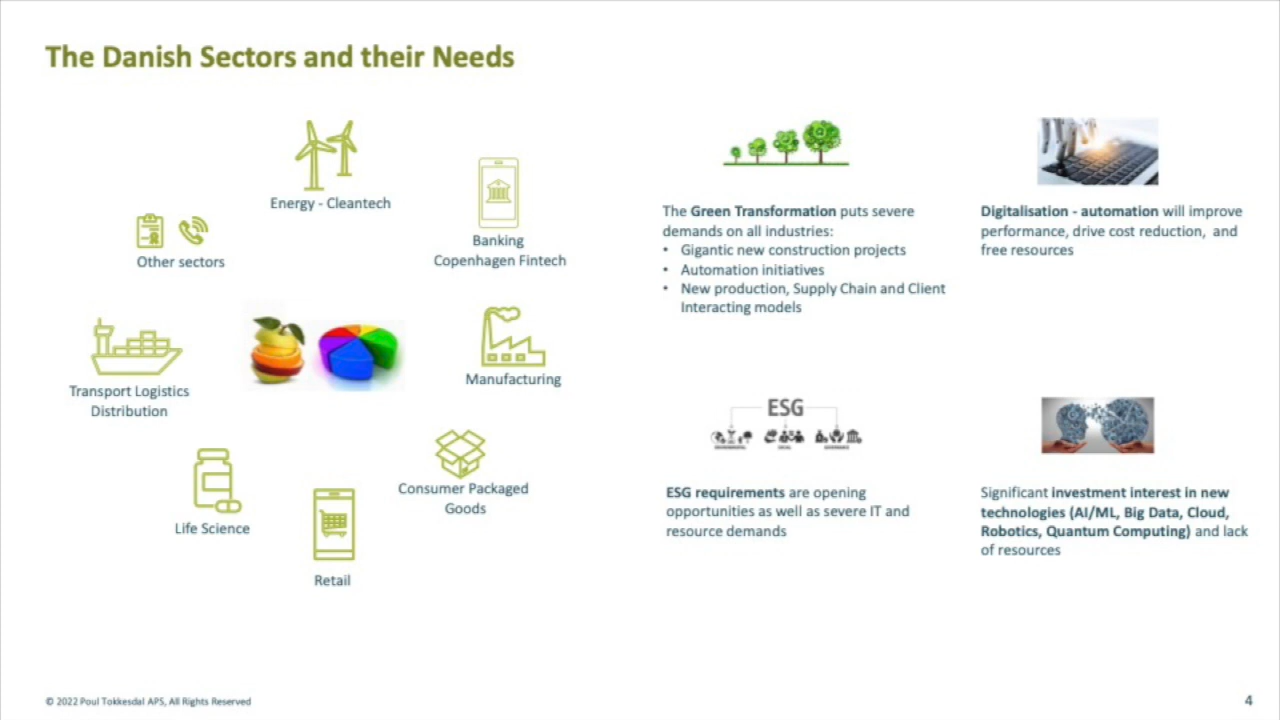 The Danish Sectors and their Needs
Energy - Cleantech
Banking
Copenhagen Fintech
Other sectors
Transport Logistics
Distribution
Manufacturing
Consumer Packaged
Goods
Life Science
Retail
The Green Transformation puts severe
demands on all industries:
• Gigantic new construction projects
• Automation initiatives
• New production, Supply Chain and Client
Interacting models
Digitalisation - automation will improve
performance, drive cost reduction, and
free resources
ESG
ESG requirements are opening
opportunities as well as severe IT and
resource demands
Significant investment interest in new
technologies (AI/ML, Big Data, Cloud,
Robotics, Quantum Computing) and lack
of resources
© 2022 Poul Tokkesdal APS, All Rights Reserved
4